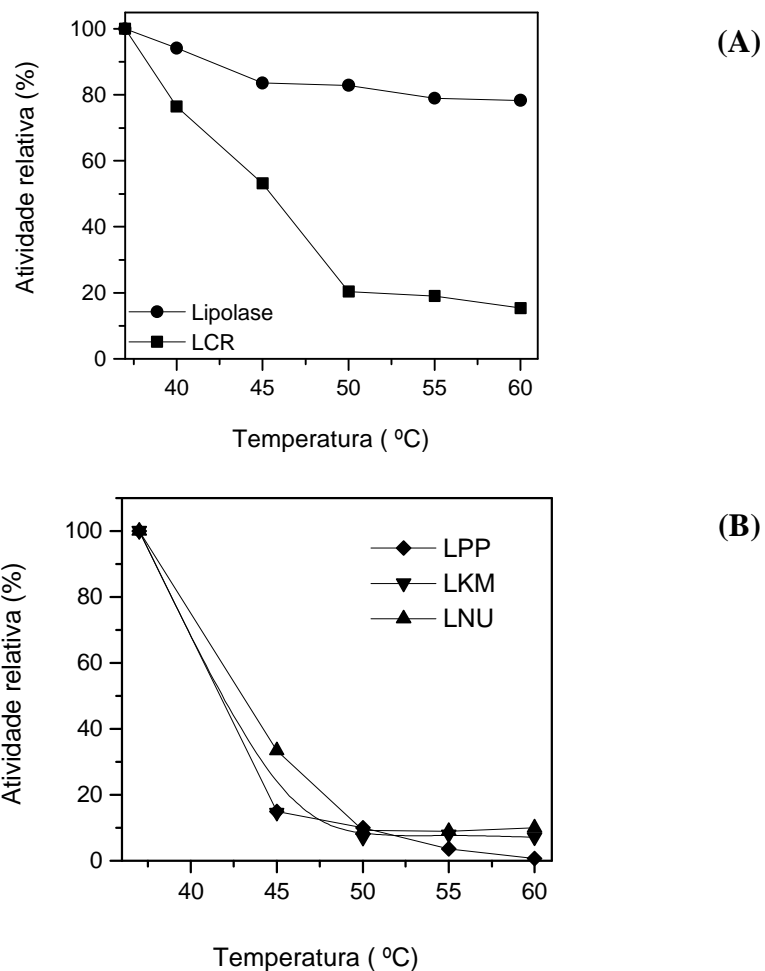 (A)
100
80
60
40
20
0
Atividade relativa (%)
Lipolase
LCR
40 45 50 55 60
Temperatura ( ºC)
(B)
100
80
60
40
20
0
Atividade relativa (%)
LPP
LKM
LNU
40 45 50 55 60
Temperatura ( ºC)